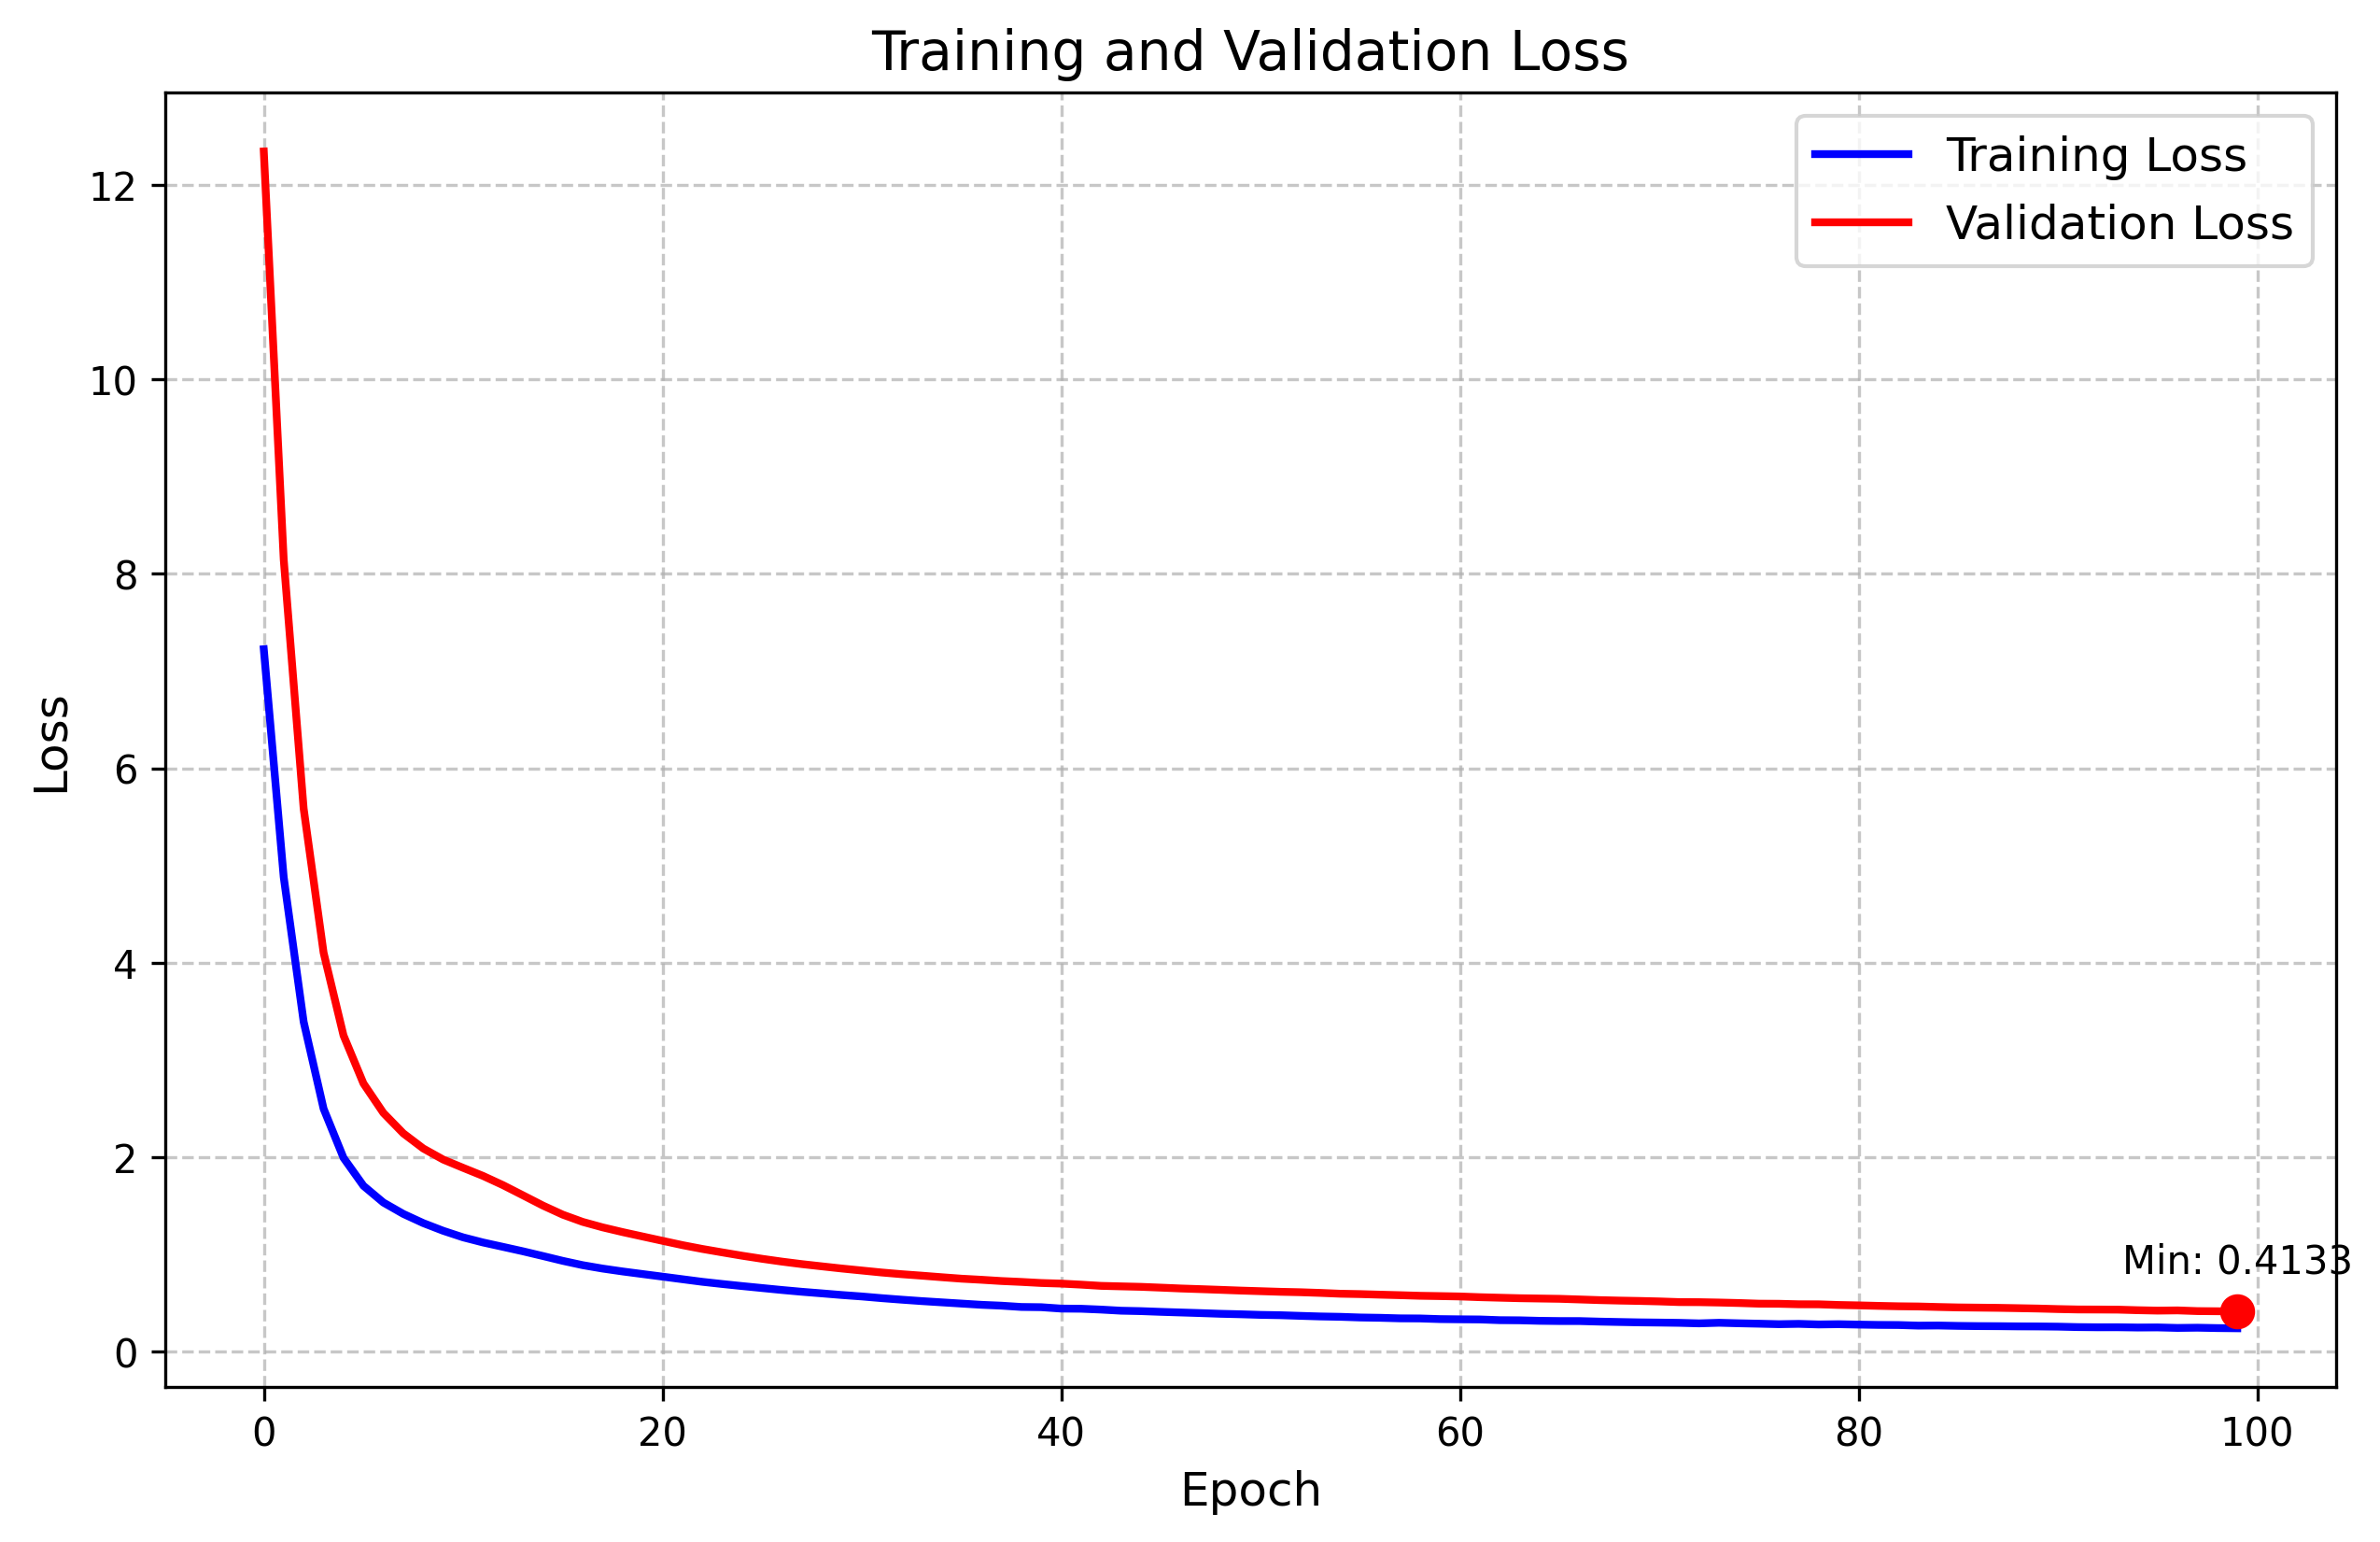 Training and Validation Loss
Training Loss
Validation Loss
12
10
8
6
4
2
0
Loss
Min: 0.4133
0 20 40 60 80 100
Epoch